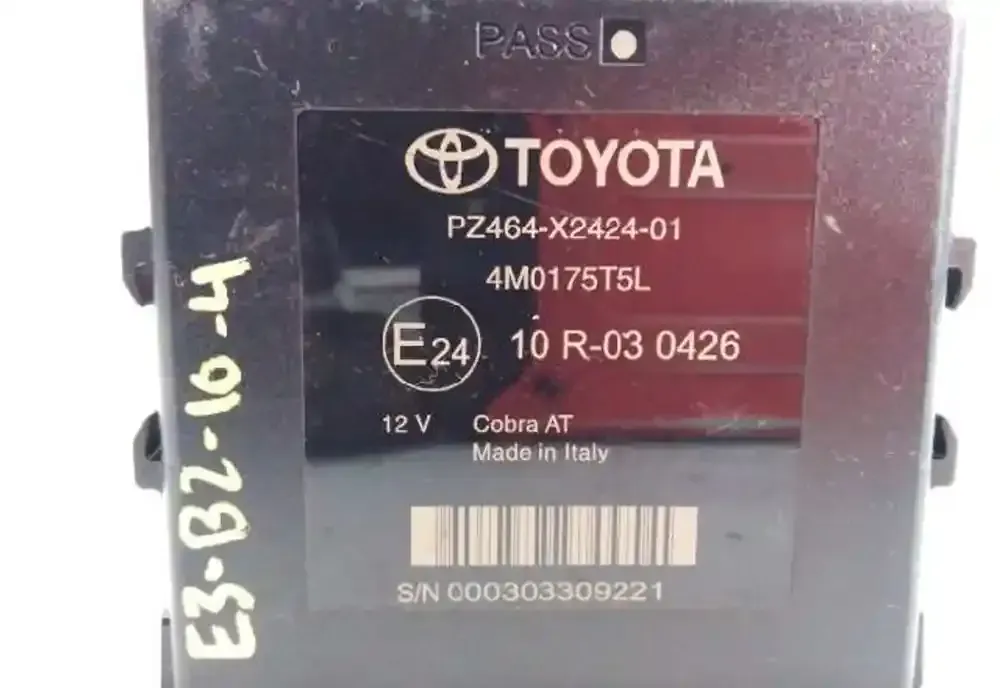 PASS
TOYOTA
PZ464-X2424-01
4M0175T5L
E24 10 R-03 0426
12 V Cobra AT
Made in Italy
S/N 000303309221
E3-B2-16-4